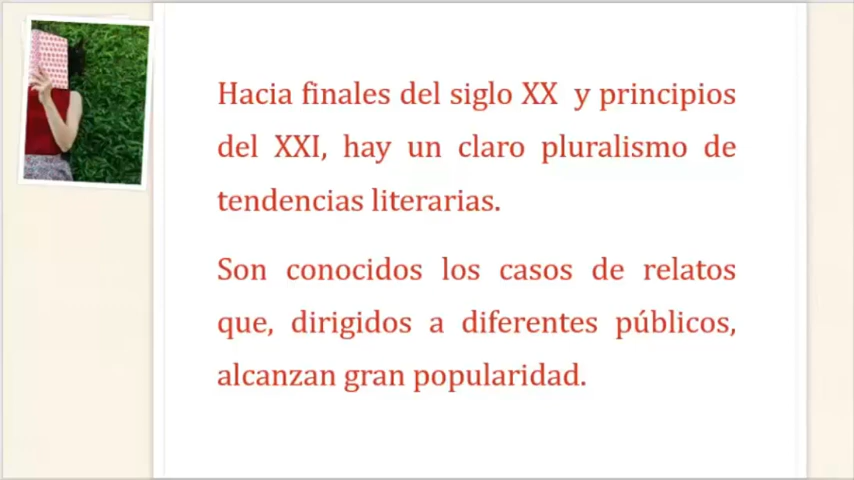 Hacia finales del siglo XX y principios
del XXI, hay un claro pluralismo de
tendencias literarias.
Son conocidos los casos de relatos
que, dirigidos a diferentes públicos,
alcanzan gran popularidad.